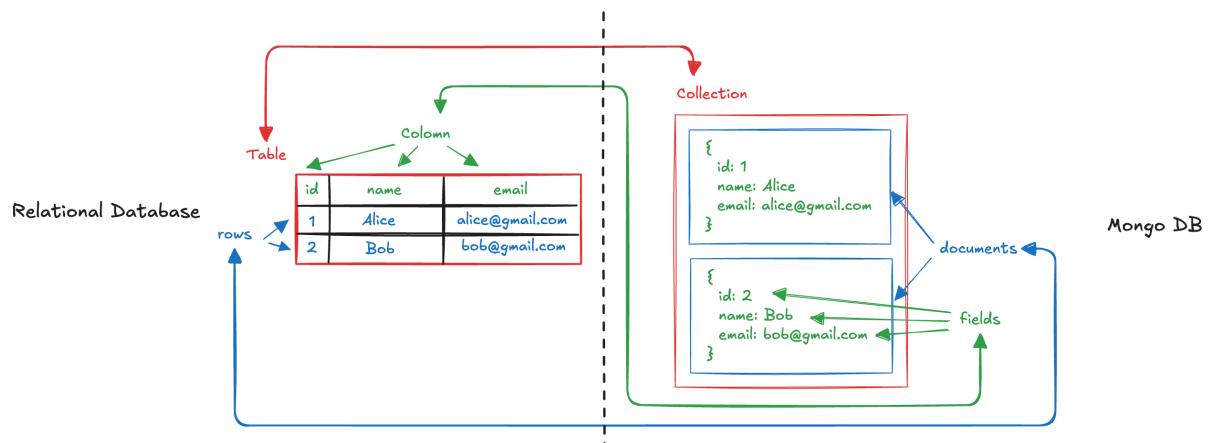 Collection
Colomn
Table
id name email
1 Alice alice@gmail.com
2 Bob bob@gmail.com
Relational Database
rows
{
id: 1
name: Alice
email: alice@gmail.com
}
{
id: 2
name: Bob
email: bob@gmail.com
}
documents
fields
Mongo DB